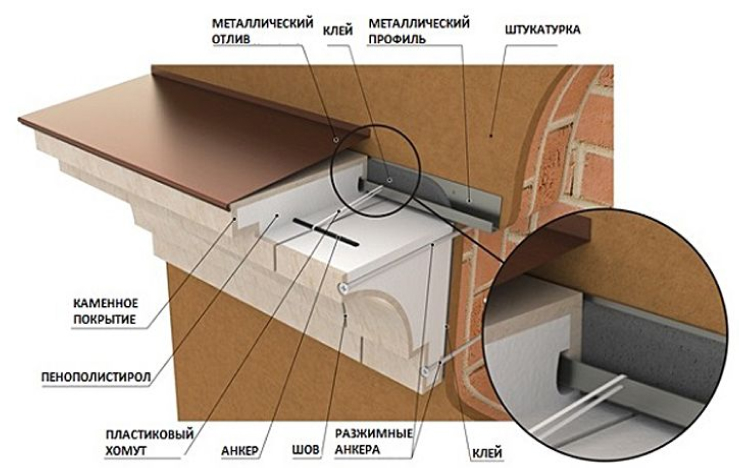 МЕТАЛЛИЧЕСКИЙ
ОТЛИВ
КЛЕЙ
МЕТАЛЛИЧЕСКИЙ
ПРОФИЛЬ
ШТУКАТУРКА
КАМЕННОЕ
ПОКРЫТИЕ
ПЕНОПОЛИСТИРОЛ
ПЛАСТИКОВЫЙ
ХОМУТ
АНКЕР
ШОВ
РАЗЖИМНЫЕ
АНКЕРА
КЛЕЙ